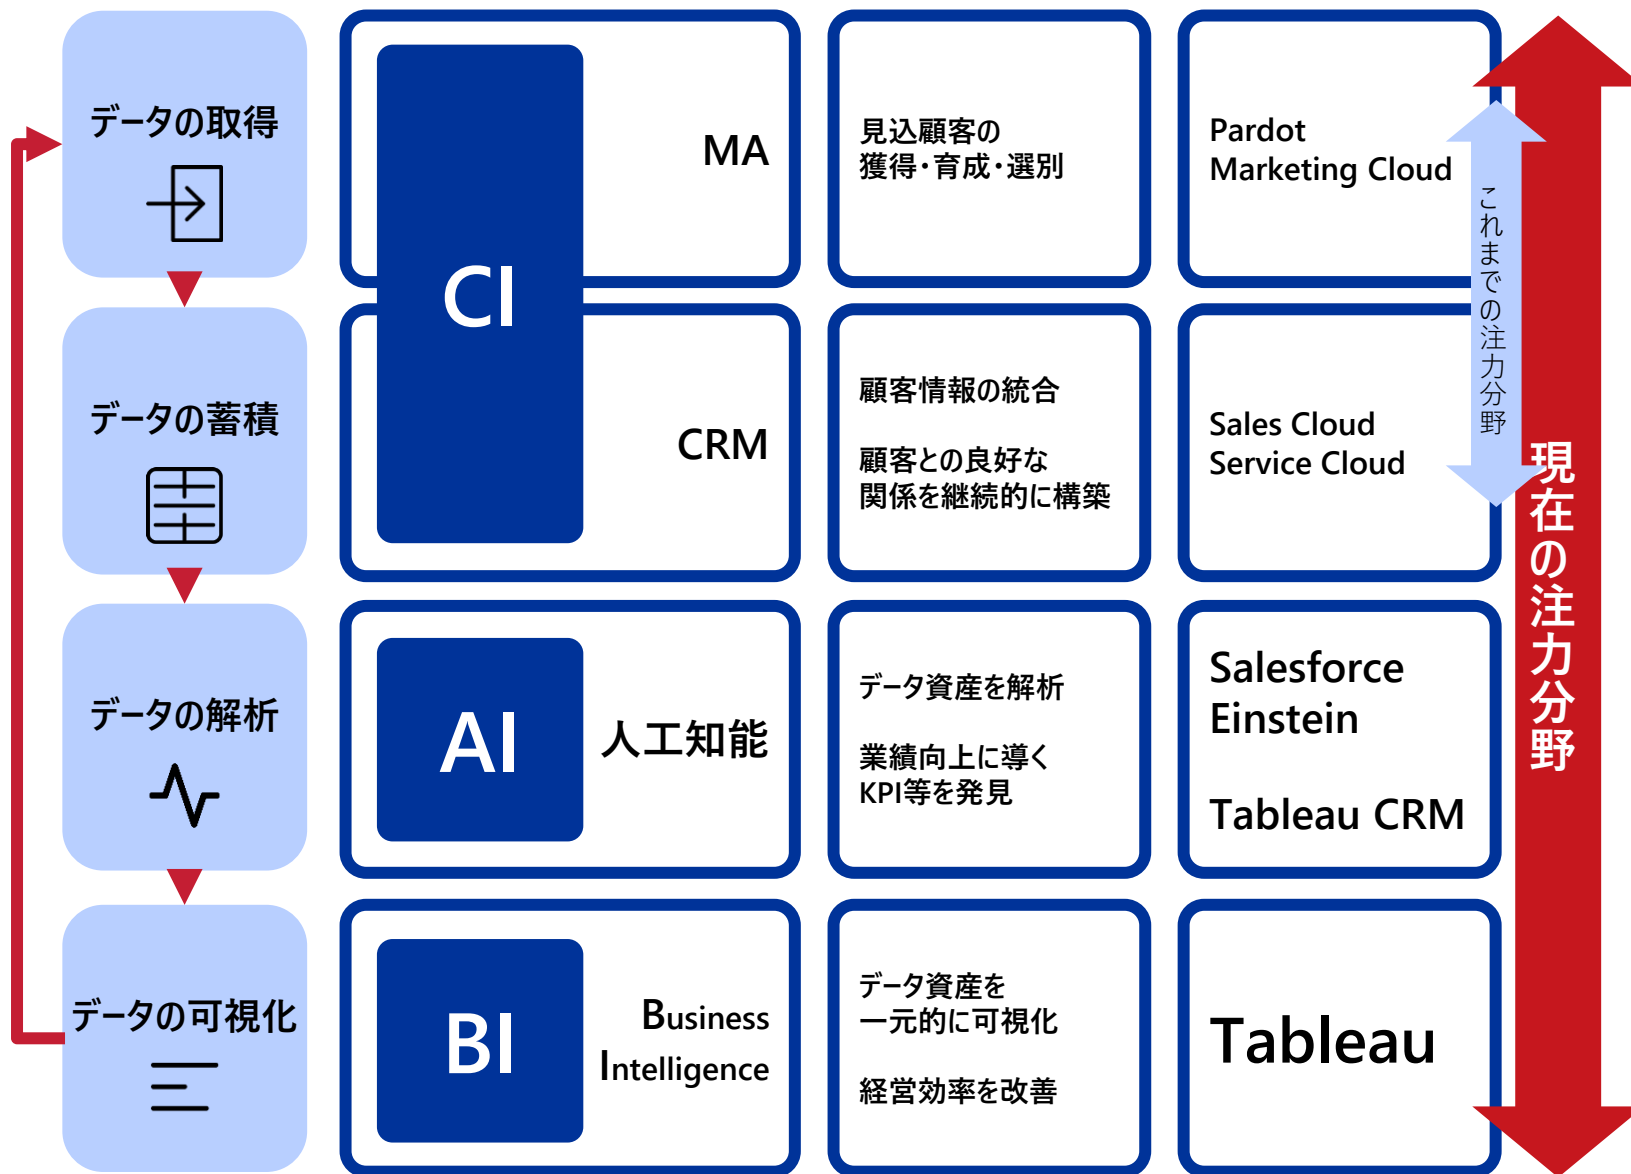 データの取得
CI
MA
見込顧客の
獲得・育成・選別
Pardot
Marketing Cloud
これまでの注力分野
現在の注力分野
データの蓄積
CRM
顧客情報の統合
顧客との良好な
関係を継続的に構築
Sales Cloud
Service Cloud
データの解析
AI
人工知能
データ資産を解析
業績向上に導く
KPI等を発見
Salesforce
Einstein
Tableau CRM
データの可視化
BI
Business
Intelligence
データ資産を
一元的に可視化
経営効率を改善
Tableau